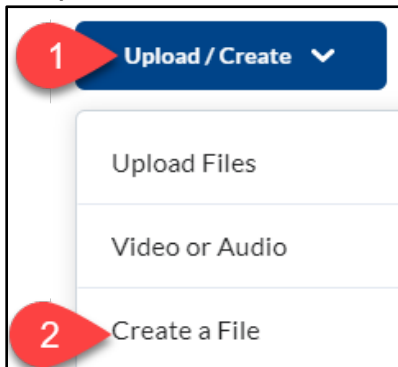 1 Upload / Create
Upload Files
Video or Audio
2 Create a File